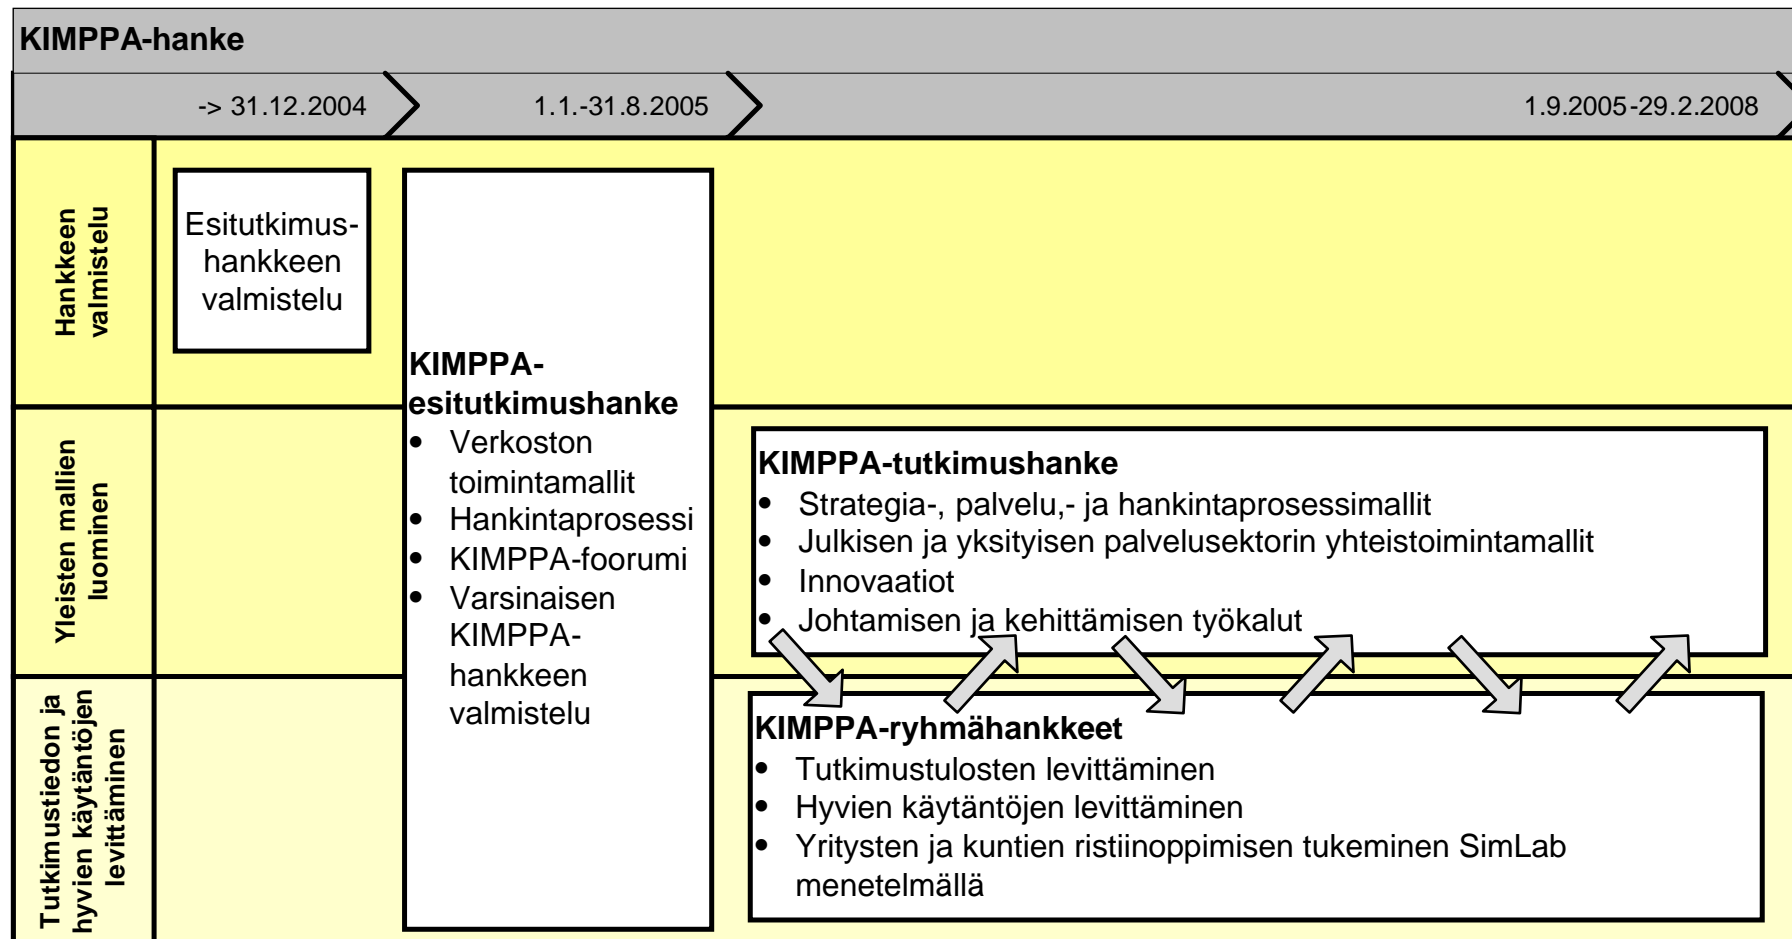 KIMPPA-hanke
-> 31.12.2004
1.1.-31.8.2005
1.9.2005-29.2.2008
Hankkeen
valmistelu
Esitutkimus-
hankkeen
valmistelu
KIMPPA-
esitutkimushanke
• Verkoston
toimintamallit
• Hankintaprosessi
• KIMPPA-foorumi
• Varsinaisen
KIMPPA-
hankkeen
valmistelu
Yleisten mallien
luominen
KIMPPA-tutkimushanke
• Strategia-, palvelu,- ja hankintaprosessimallit
• Julkisen ja yksityisen palvelusektorin yhteistoimintamallit
• Innovaatiot
• Johtamisen ja kehittämisen työkalut
Tutkimustiedon ja
hyvien käytäntöjen
levittäminen
KIMPPA-ryhmähankkeet
• Tutkimustulosten levittäminen
• Hyvien käytäntöjen levittäminen
• Yritysten ja kuntien ristiinoppimisen tukeminen SimLab
menetelmällä